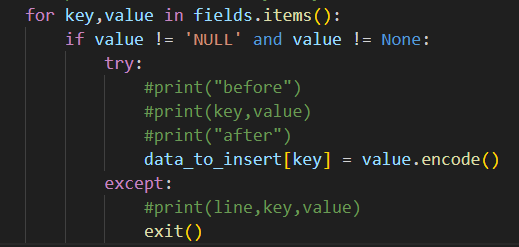 for key,value in fields.items():
    if value != 'NULL' and value != None:
        try:
            #print("before")
            #print(key,value)
            #print("after")
            data_to_insert[key] = value.encode()
        except:
            #print(line,key,value)
            exit()